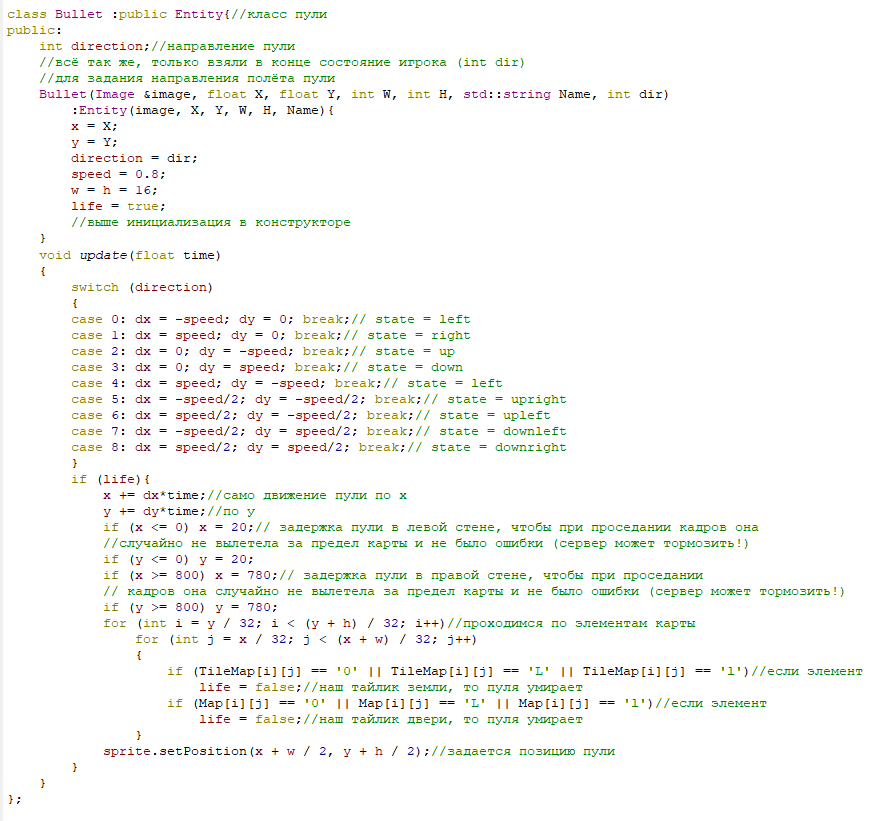 class Bullet :public Entity{//класс пули
public:
    int direction;//направление пули
    //всё так же, только взяли в конце состояние игрока (int dir)
    //для задания направления полёта пули
    Bullet(Image &image, float X, float Y, int W, int H, std::string Name, int dir)
        :Entity(image, X, Y, W, H, Name){
        x = X;
        y = Y;
        direction = dir;
        speed = 0.8;
        w = h = 16;
        life = true;
        //выше инициализация в конструкторе
    }
    void update(float time)
    {
        switch (direction)
        {
        case 0: dx = -speed; dy = 0; break;// state = left
        case 1: dx = speed; dy = 0; break;// state = right
        case 2: dx = 0; dy = -speed; break;// state = up
        case 3: dx = 0; dy = speed; break;// state = down
        case 4: dx = speed; dy = -speed; break;// state = left
        case 5: dx = -speed/2; dy = -speed/2; break;// state = upright
        case 6: dx = speed/2; dy = -speed/2; break;// state = upleft
        case 7: dx = -speed/2; dy = speed/2; break;// state = downleft
        case 8: dx = speed/2; dy = speed/2; break;// state = downright
        }
        if (life){
            x += dx*time;//само движение пули по х
            y += dy*time;//по у
            if (x <= 0) x = 20;// задержка пули в левой стене, чтобы при проседании кадров она
            //случайно не вылетела за предел карты и не было ошибки (сервер может тормозить!)
            if (y <= 0) y = 20;
            if (x >= 800) x = 780;// задержка пули в правой стене, чтобы при проседании
            // кадров она случайно не вылетела за предел карты и не было ошибки (сервер может тормозить!)
            if (y >= 800) y = 780;
            for (int i = y / 32; i < (y + h) / 32; i++)//проходимся по элементам карты
                for (int j = x / 32; j < (x + w) / 32; j++)
                {
                    if (TileMap[i][j] == '0' || TileMap[i][j] == 'L' || TileMap[i][j] == 'l')//если элемент
                        life = false;//наш тайлик земли, то пуля умирает
                    if (Map[i][j] == '0' || Map[i][j] == 'L' || Map[i][j] == 'l')//если элемент
                        life = false;//наш тайлик двери, то пуля умирает
                }
            sprite.setPosition(x + w / 2, y + h / 2);//задается позицию пули
        }
    }
};